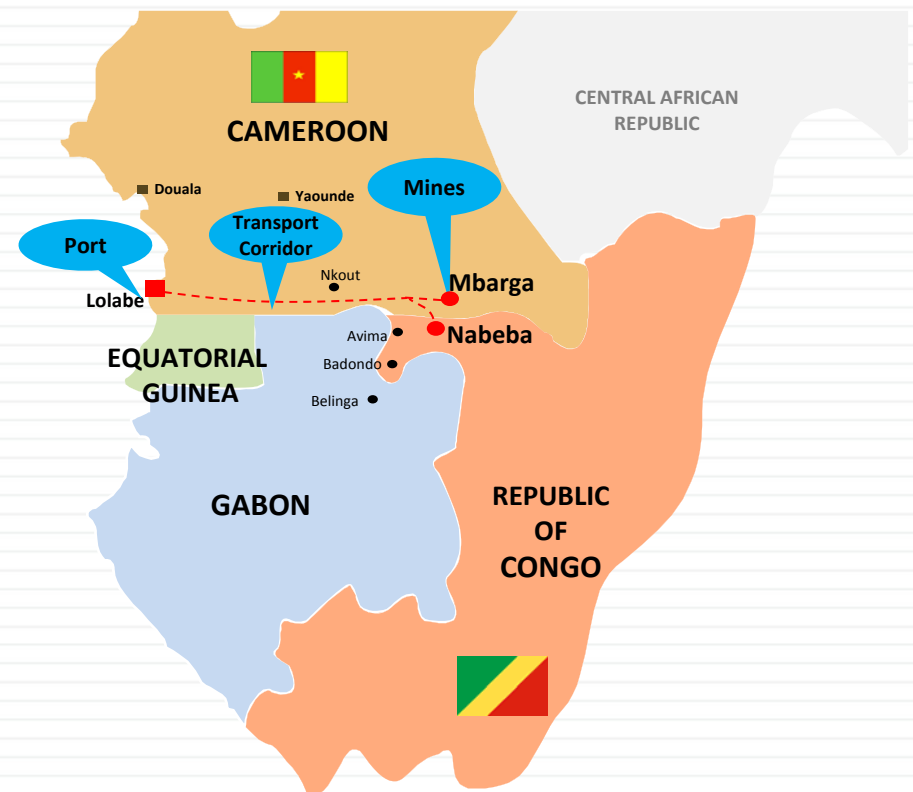 CENTRAL AFRICAN
REPUBLIC
CAMEROON
Douala
Yaounde
Mines
Transport
Corridor
Port
Nkout
Mbarga
Lolabe
Nabeba
Avima
EQUATORIAL
GUINEA
Badondo
Belinga
GABON
REPUBLIC
OF
CONGO